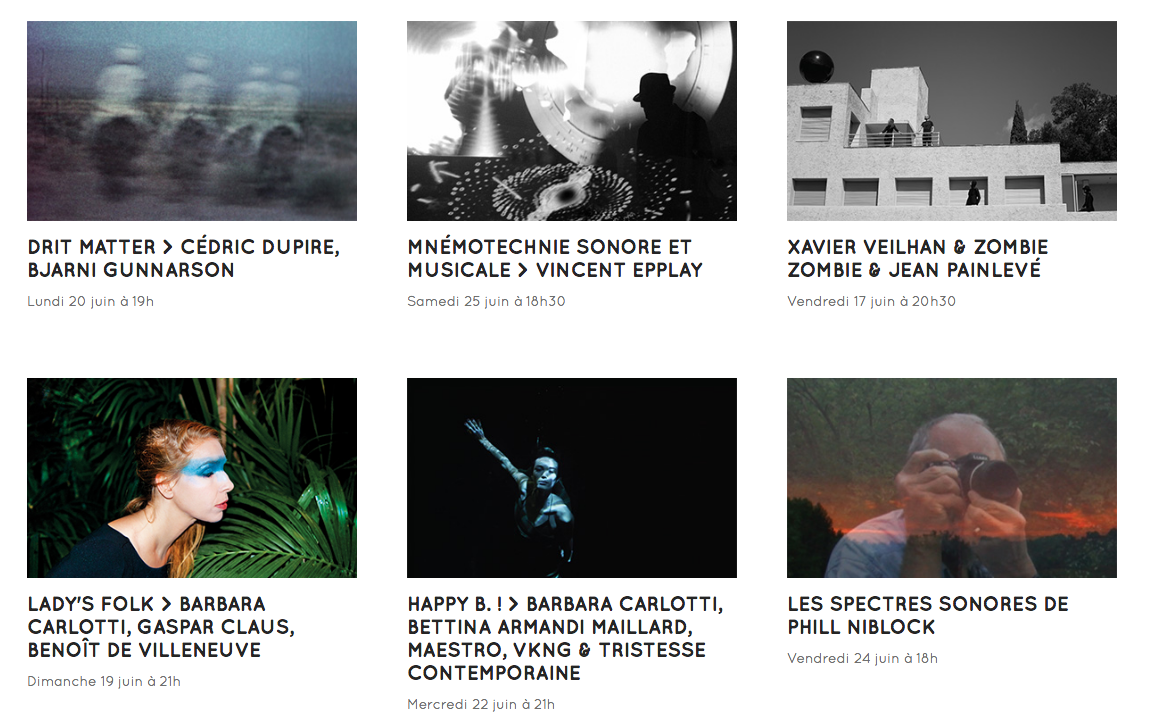 DRIT MATTER > CÉDRIC DUPIRE,
BJARNI GUNNARSON
Lundi 20 juin à 19h
MNÉMOTECHNIE SONORE ET
MUSICALE > VINCENT EPPLAY
Samedi 25 juin à 18h30
XAVIER VEILHAN & ZOMBIE
ZOMBIE & JEAN PAINLEVÉ
Vendredi 17 juin à 20h30
LADY'S FOLK > BARBARA
CARLOTTI, GASPAR CLAUS,
BENOÎT DE VILLENEUVE
Dimanche 19 juin à 21h
HAPPY B. ! > BARBARA CARLOTTI,
BETTINA ARMANDI MAILLARD,
MAESTRO, VKNG & TRISTESSE
CONTEMPORAINE
Mercredi 22 juin à 21h
LES SPECTRES SONORES DE
PHILL NIBLOCK
Vendredi 24 juin à 18h